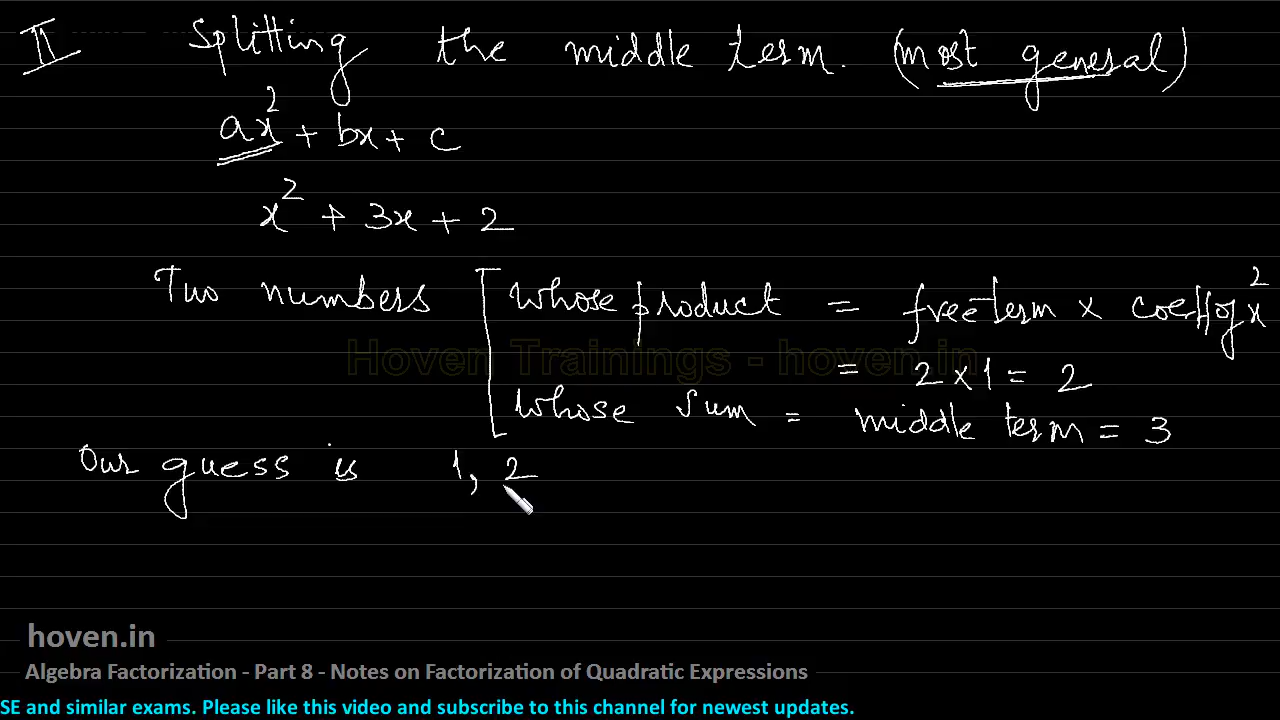 II Splitting the middle term. (most general)
ax² + bx + c
x² + 3x + 2
Two numbers [ whose product = free term × coeff of x²
Hoven Trainings - hoven.in
= 2 × 1 = 2
whose sum = middle term = 3
Our guess is 1, 2
hoven.in
Algebra Factorization - Part 8 - Notes on Factorization of Quadratic Expressions
SE and similar exams. Please like this video and subscribe to this channel for newest updates.